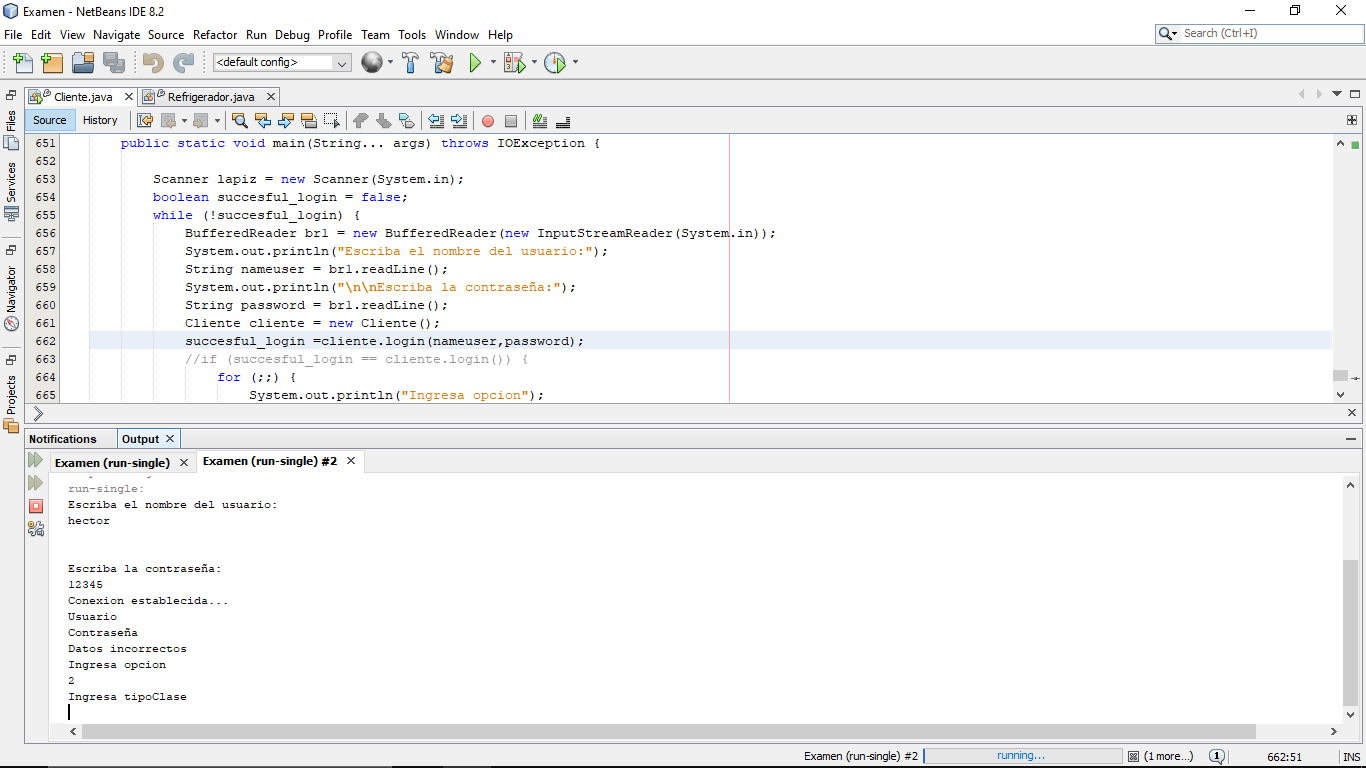 Examen - NetBeans IDE 8.2
File Edit View Navigate Source Refactor Run Debug Profile Team Tools Window Help
Search (Ctrl+I)
<default config>
Cliente.java
Refrigerador.java
Files
Services
Navigator
Projects
Source History
651 public static void main(String... args) throws IOException {
652
653 Scanner lapiz = new Scanner(System.in);
654 boolean succesful_login = false;
655 while (!succesful_login) {
656 BufferedReader br1 = new BufferedReader(new InputStreamReader(System.in));
657 System.out.println("Escriba el nombre del usuario:");
658 String nameuser = br1.readLine();
659 System.out.println("\n\nEscriba la contraseña:");
660 String password = br1.readLine();
661 Cliente cliente = new Cliente();
662 succesful_login =cliente.login(nameuser,password);
663 //if (succesful_login == cliente.login()) {
664 for (;;) {
665 System.out.println("Ingresa opcion");
Notifications
Output
Examen (run-single)
Examen (run-single) #2
run-single:
Escriba el nombre del usuario:
hector
Escriba la contraseña:
12345
Conexion establecida...
Usuario
Contraseña
Datos incorrectos
Ingresa opcion
2
Ingresa tipoClase
Examen (run-single) #2
running...
(1 more...)
1
662:51
INS